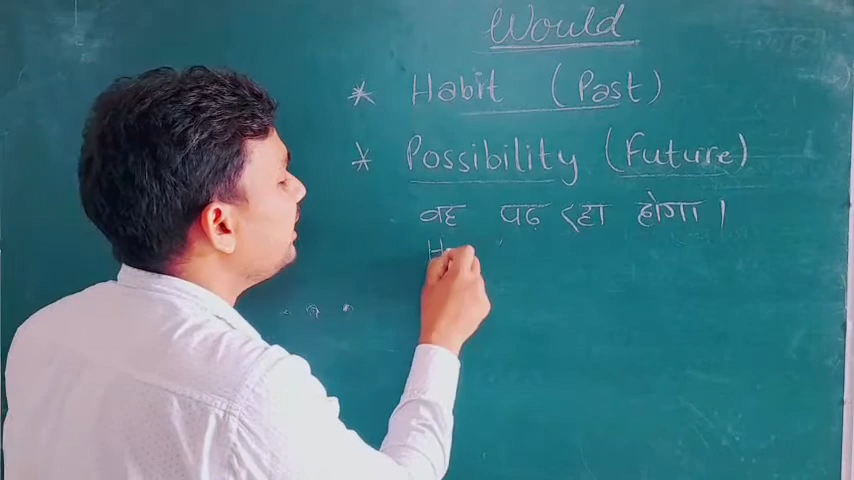 Would
* Habit (Past)
* Possibility (Future)
वह पढ़ रहा होगा।
H